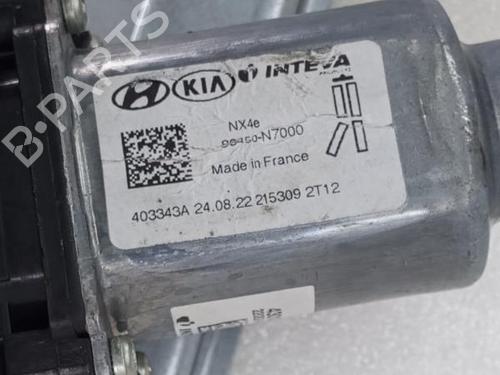 B-PARTS
KIA INTEVA
NX4e
Made in France
403343A 24.08.22 215309 2T12